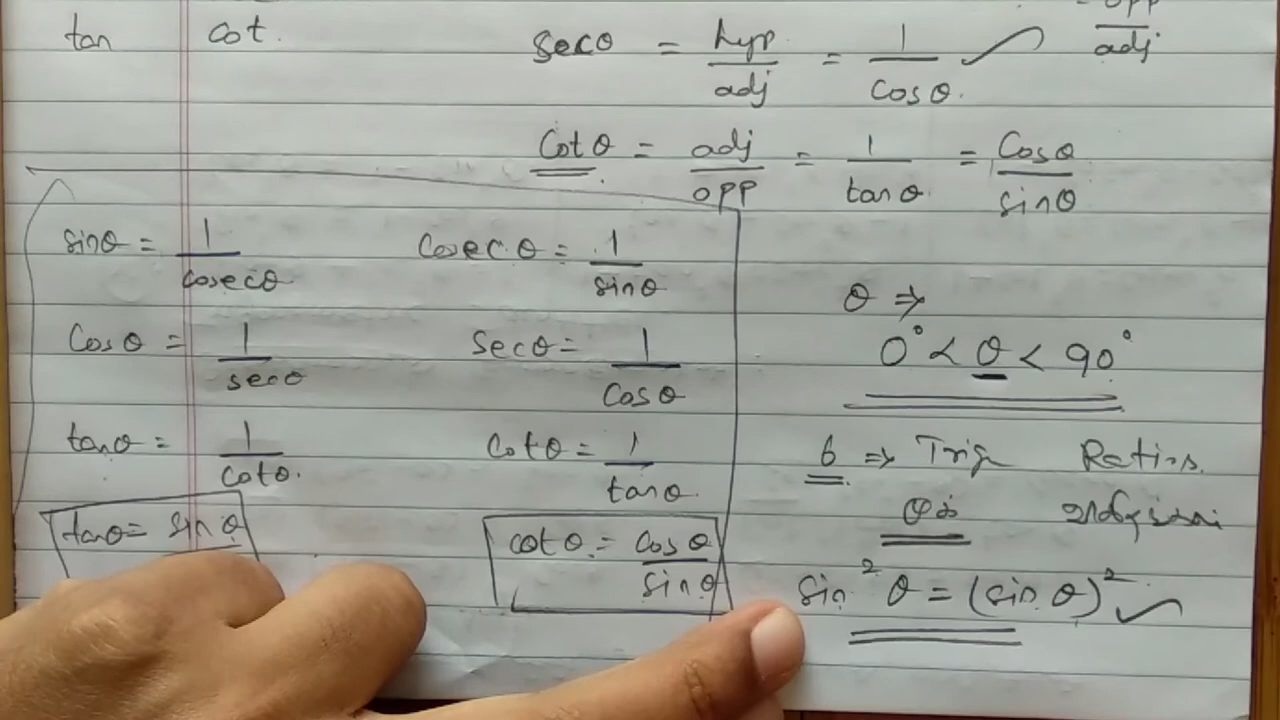 tan cot.
= opp / adj
secθ = hyp / adj = 1 / cosθ.
Cotθ = adj / opp = 1 / tanθ = Cosθ / sinθ
sinθ = 1 / cosecθ
Cosec θ = 1 / sinθ
Cosθ = 1 / secθ
Secθ = 1 / Cosθ
tanθ = 1 / cotθ.
Cotθ = 1 / tanθ.
tanθ = sinθ
cotθ = cosθ / sinθ
θ ⇒
0° < θ < 90°
6 ⇒ Trig Ratios.
sin²θ = (sinθ)²